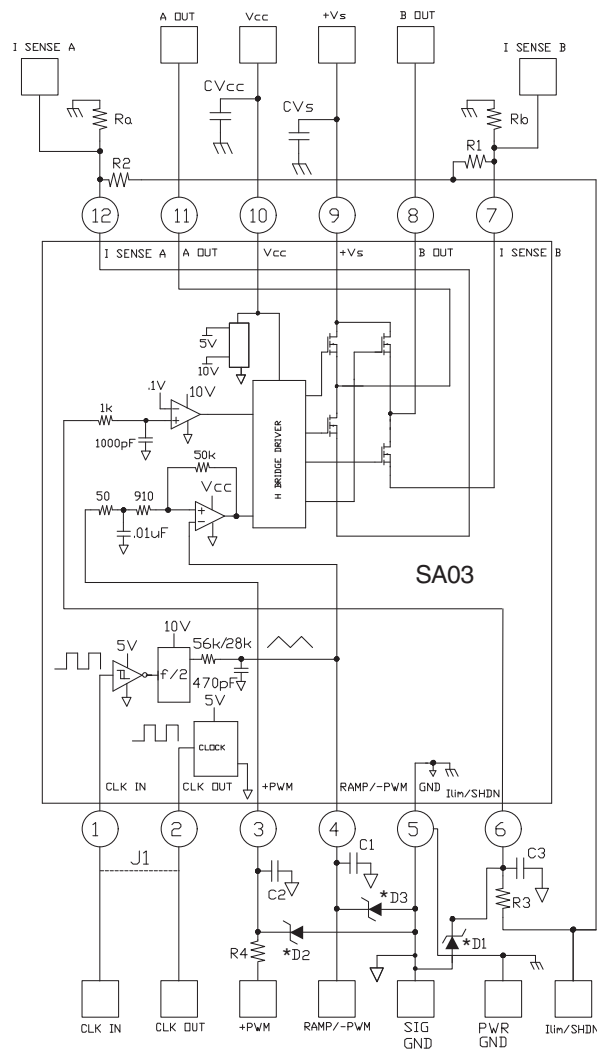 A OUT Vcc +Vs B OUT
I SENSE A I SENSE B
CVcc
CVs
Ra Rb
R1
R2
12 11 10 9 8 7
I SENSE A A OUT Vcc +Vs B OUT I SENSE B
5V
10V
.1V 10V
1k
1000pF
H BRIDGE DRIVER
50k
50 910 Vcc
.01uF
SA03
10V
5V 56k/28k
f/2
470pF
5V
CLOCK
GND
CLK IN CLK OUT +PWM RAMP/-PWM Ilim/SHDN
1 2 3 4 5 6
J1
C1
C2
C3
*D3
R3
R4
*D2
*D1
CLK IN CLK OUT +PWM RAMP/-PWM SIG GND PWR GND Ilim/SHDN